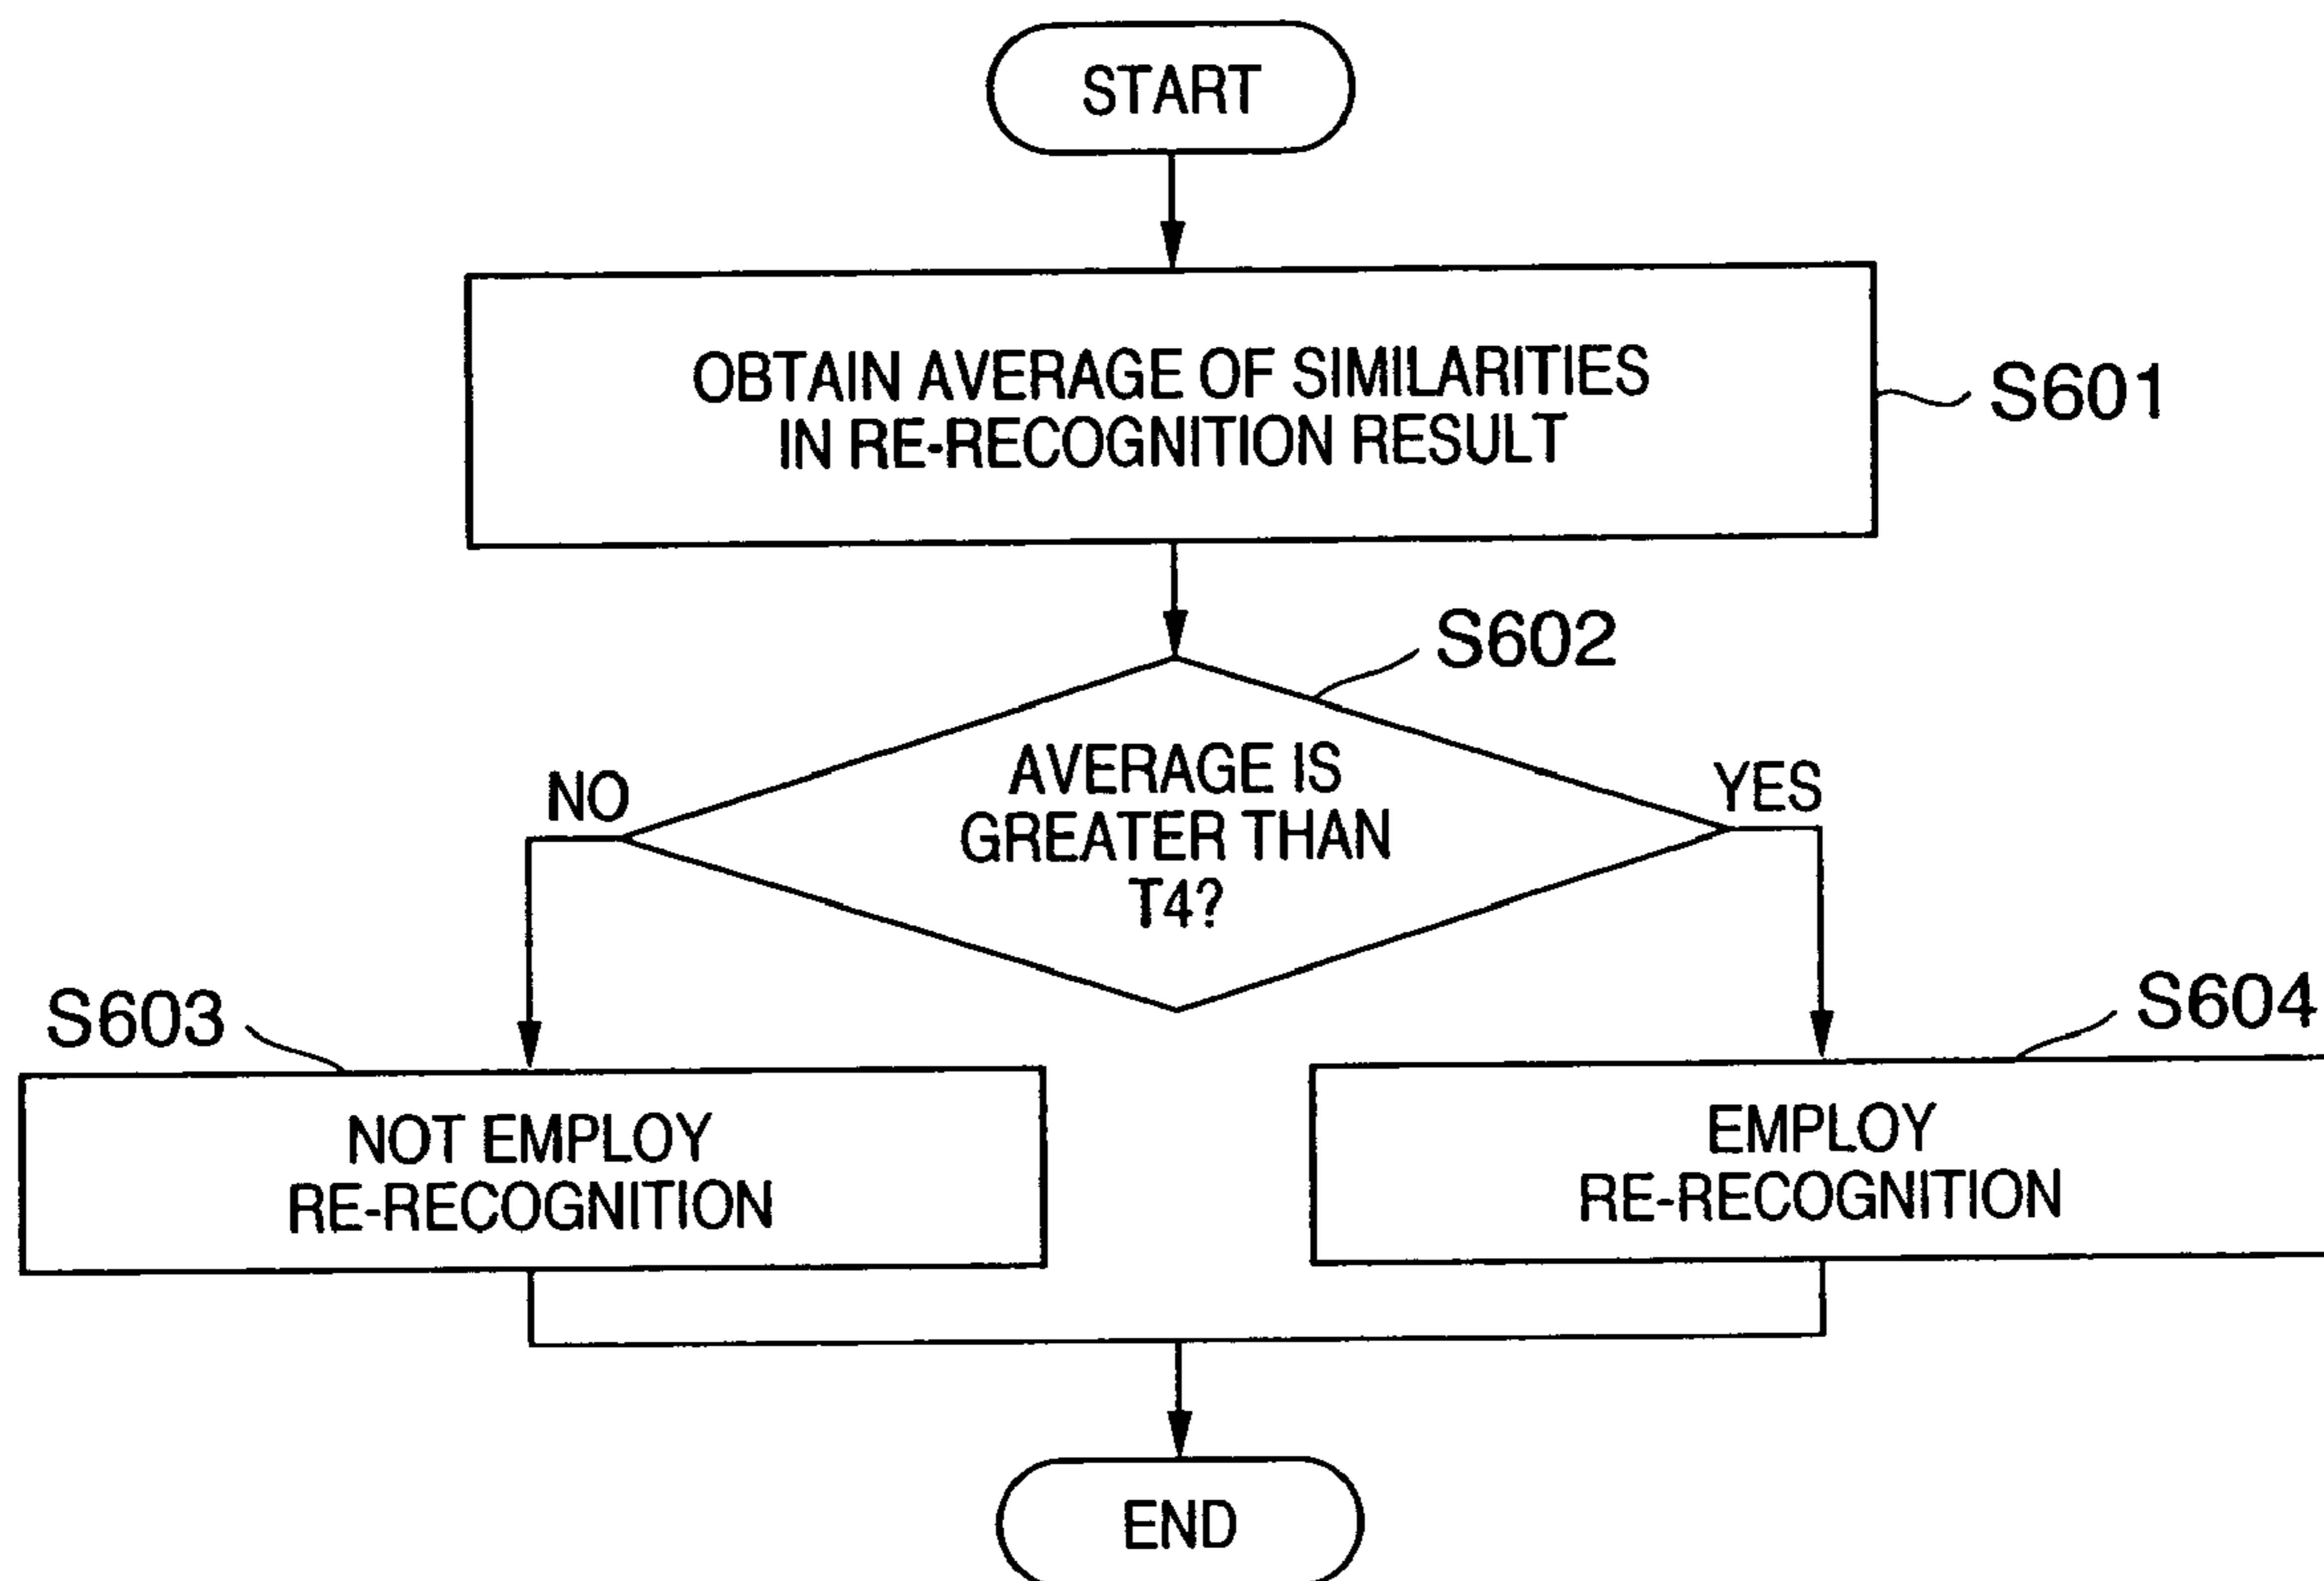 START
OBTAIN AVERAGE OF SIMILARITIES
IN RE-RECOGNITION RESULT
S601
S602
AVERAGE IS
GREATER THAN
T4?
NO
YES
S603
NOT EMPLOY
RE-RECOGNITION
S604
EMPLOY
RE-RECOGNITION
END